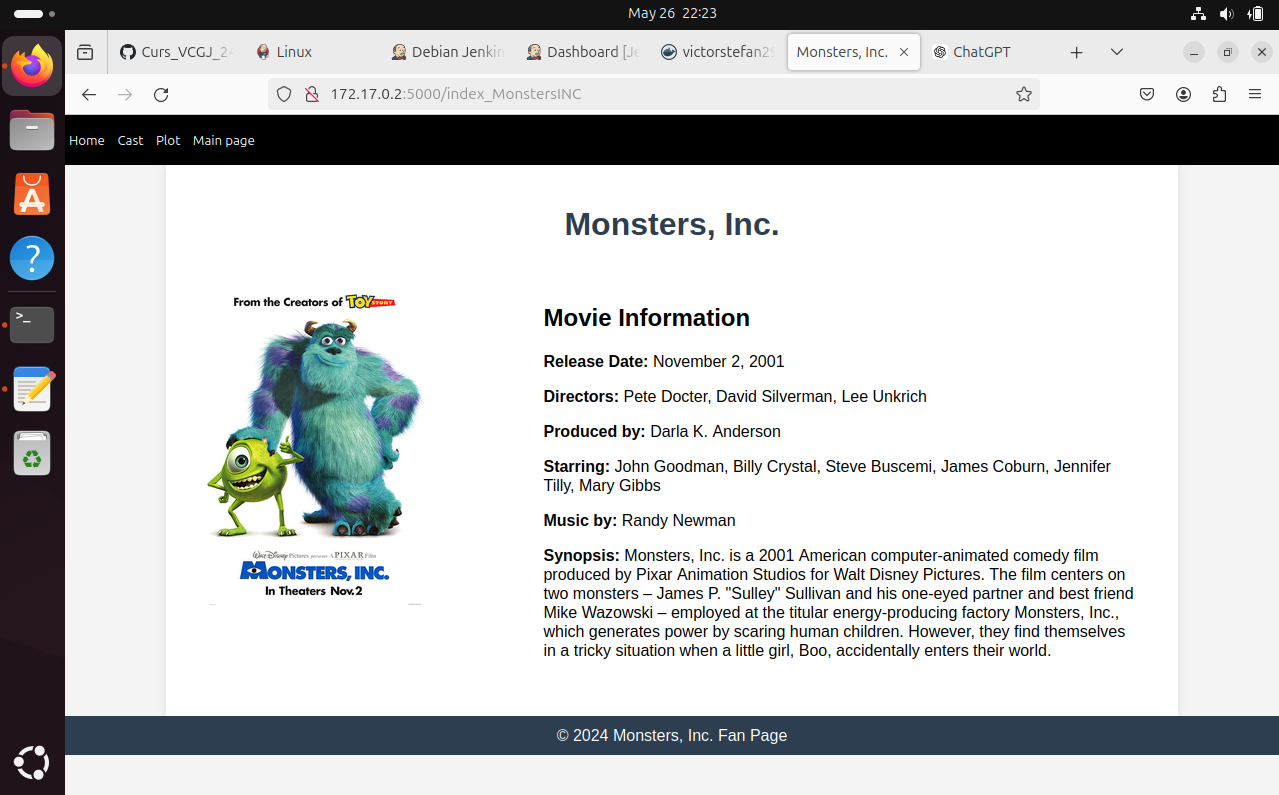 May 26 22:23
Curs_VCGJ_24
Linux
Debian Jenkin
Dashboard [Je
victorstefan29
Monsters, Inc.
ChatGPT
172.17.0.2:5000/index_MonstersINC
Home Cast Plot Main page
Monsters, Inc.
From the Creators of TOY STORY
WALT DISNEY Pictures presents A PIXAR Film
MONSTERS, INC.
In Theaters Nov.2
Movie Information
Release Date: November 2, 2001
Directors: Pete Docter, David Silverman, Lee Unkrich
Produced by: Darla K. Anderson
Starring: John Goodman, Billy Crystal, Steve Buscemi, James Coburn, Jennifer
Tilly, Mary Gibbs
Music by: Randy Newman
Synopsis: Monsters, Inc. is a 2001 American computer-animated comedy film
produced by Pixar Animation Studios for Walt Disney Pictures. The film centers on
two monsters – James P. "Sulley" Sullivan and his one-eyed partner and best friend
Mike Wazowski – employed at the titular energy-producing factory Monsters, Inc.,
which generates power by scaring human children. However, they find themselves
in a tricky situation when a little girl, Boo, accidentally enters their world.
© 2024 Monsters, Inc. Fan Page